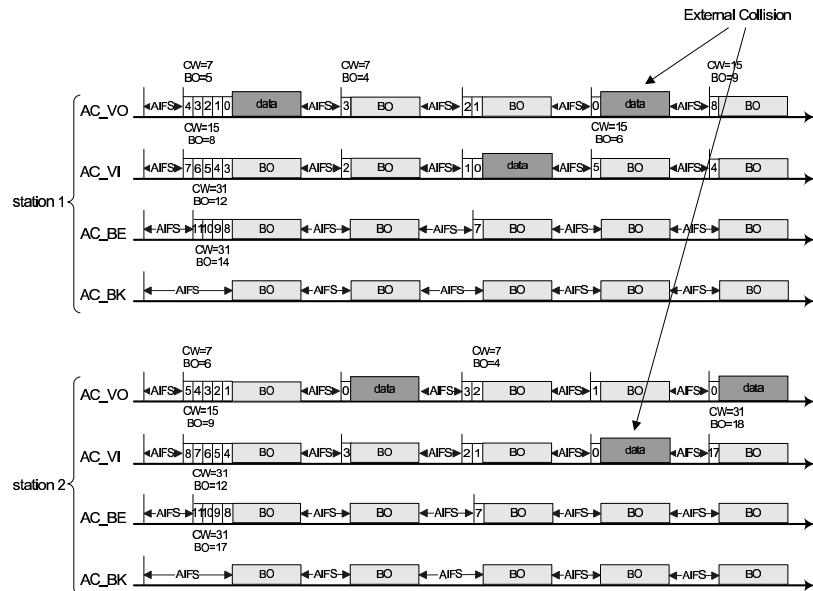 External Collision
station 1
CW=7
BO=5
CW=7
BO=4
CW=15
BO=9
AC_VO AIFS 4 3 2 1 0 data AIFS 3 BO AIFS 2 1 BO AIFS 0 data AIFS 8 BO
CW=15
BO=8
CW=15
BO=6
AC_VI AIFS 7 6 5 4 3 BO AIFS 2 BO AIFS 1 0 data AIFS 5 BO AIFS 4 BO
CW=31
BO=12
AC_BE AIFS 11 10 9 8 BO AIFS BO AIFS 7 BO AIFS BO AIFS BO
CW=31
BO=14
AC_BK AIFS BO AIFS BO AIFS BO AIFS BO AIFS BO
station 2
CW=7
BO=6
CW=7
BO=4
AC_VO AIFS 5 4 3 2 1 BO AIFS 0 data AIFS 3 2 BO AIFS 1 BO AIFS 0 data
CW=15
BO=9
CW=31
BO=18
AC_VI AIFS 8 7 6 5 4 BO AIFS 3 BO AIFS 2 1 BO AIFS 0 data AIFS 17 BO
CW=31
BO=12
AC_BE AIFS 11 10 9 8 BO AIFS BO AIFS 7 BO AIFS BO AIFS BO
CW=31
BO=17
AC_BK AIFS BO AIFS BO AIFS BO AIFS BO AIFS BO